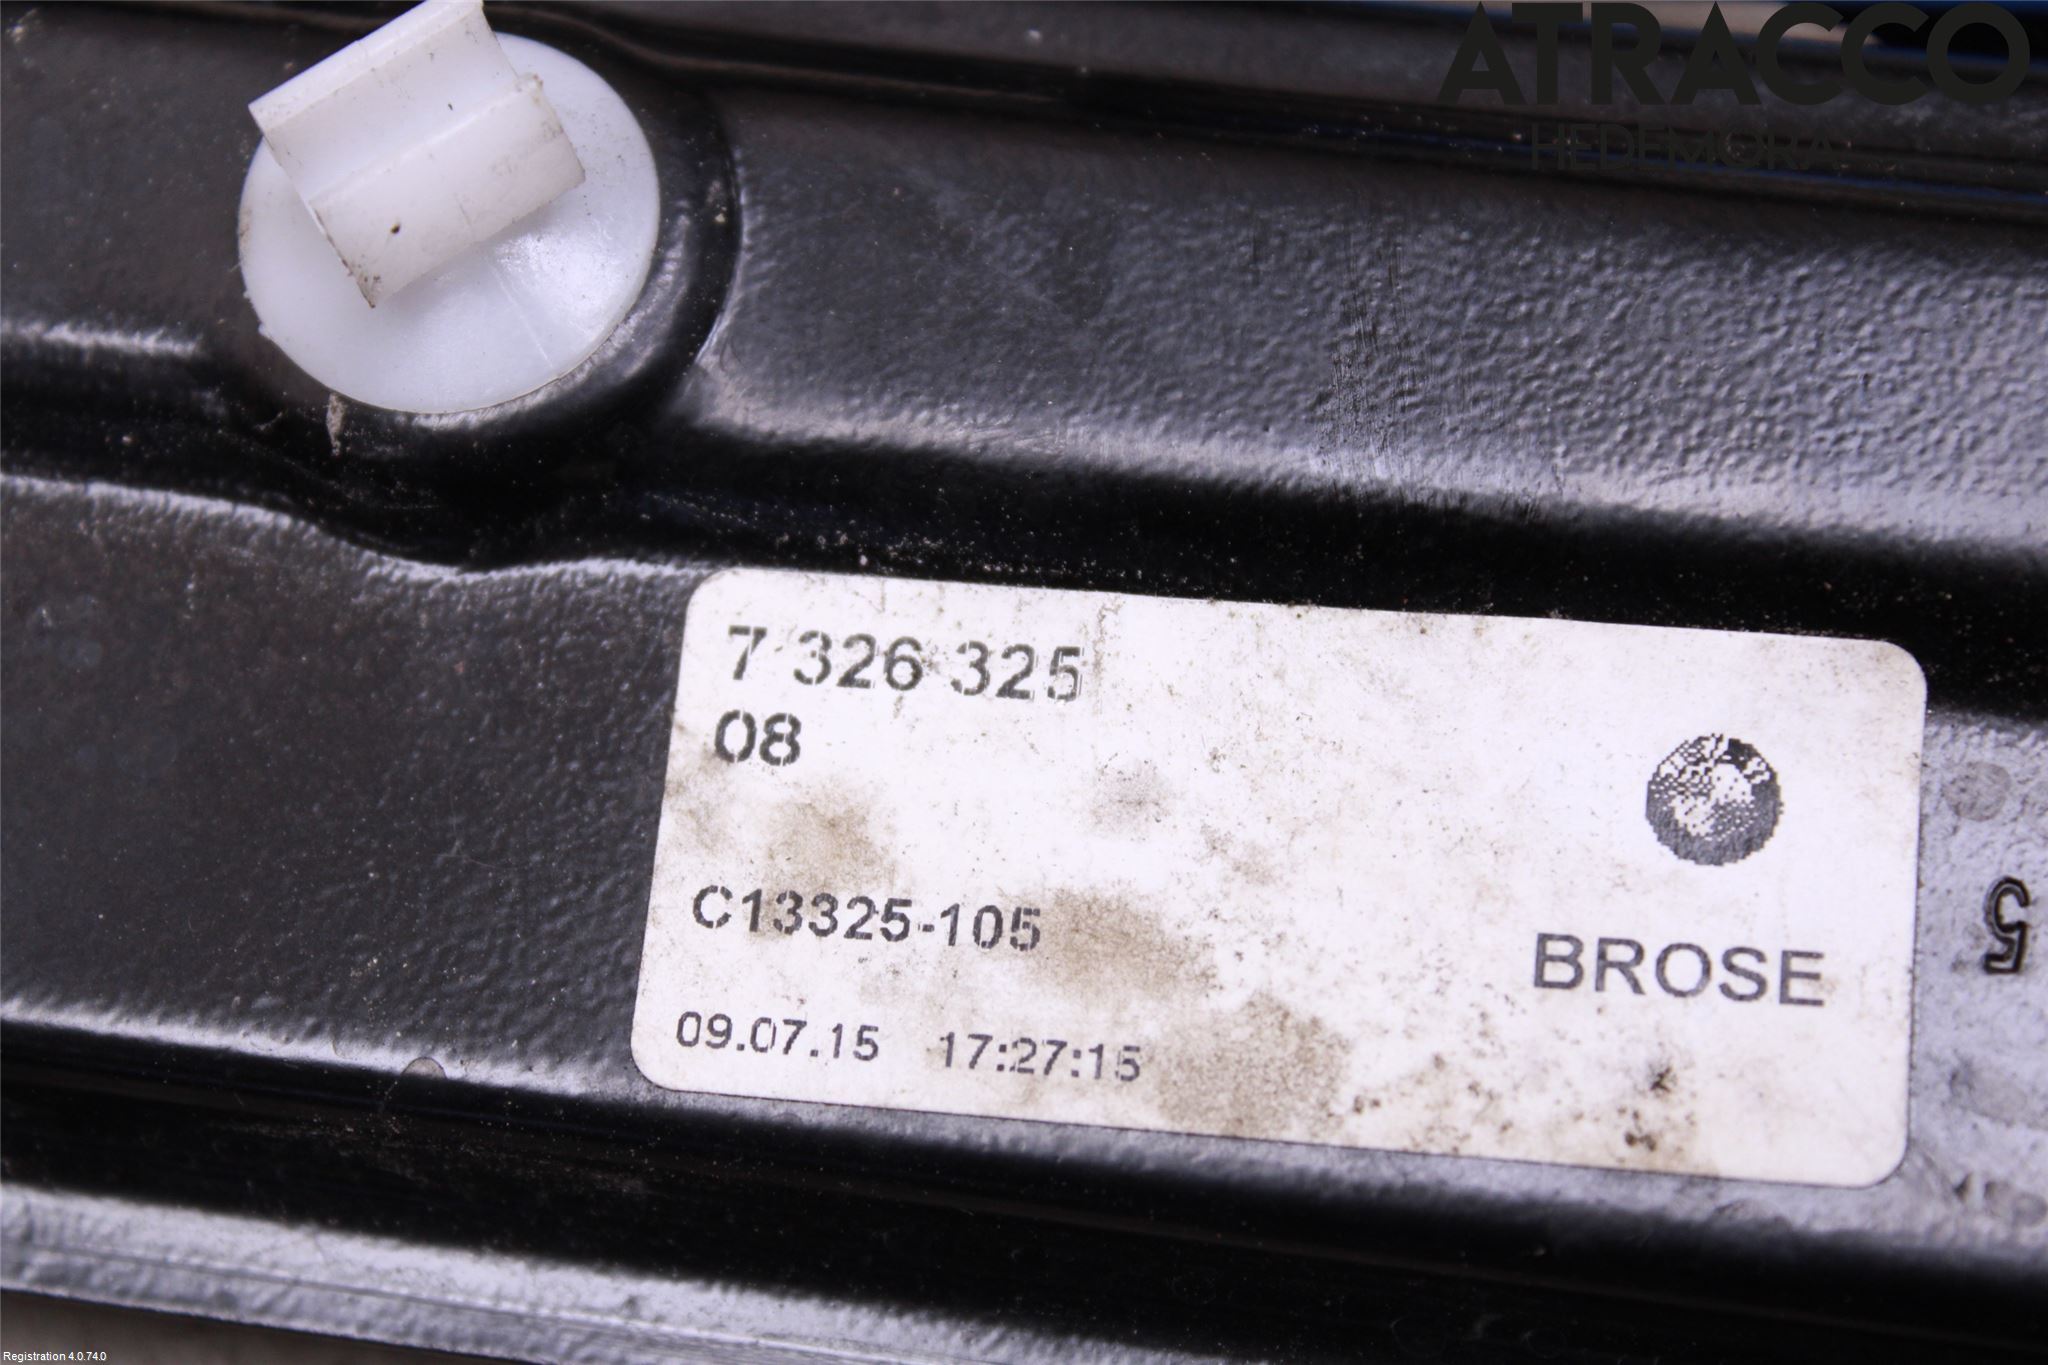 ATRACCO
HEDEMORA
7 326 325
08
C13325-105
BROSE
09.07.15 17:27:15
5
Registration 4.0.74.0